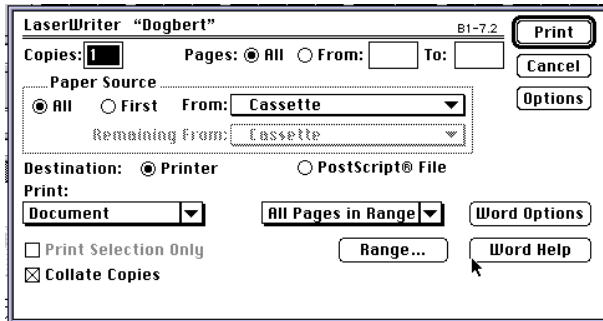 LaserWriter “Dogbert” B1-7.2 Print
Copies: 1 Pages: All From: To:
Cancel
Paper Source
Options
All First From: Cassette
Remaining From: Cassette
Destination: Printer PostScript® File
Print:
Document All Pages in Range Word Options
Print Selection Only Range... Word Help
Collate Copies